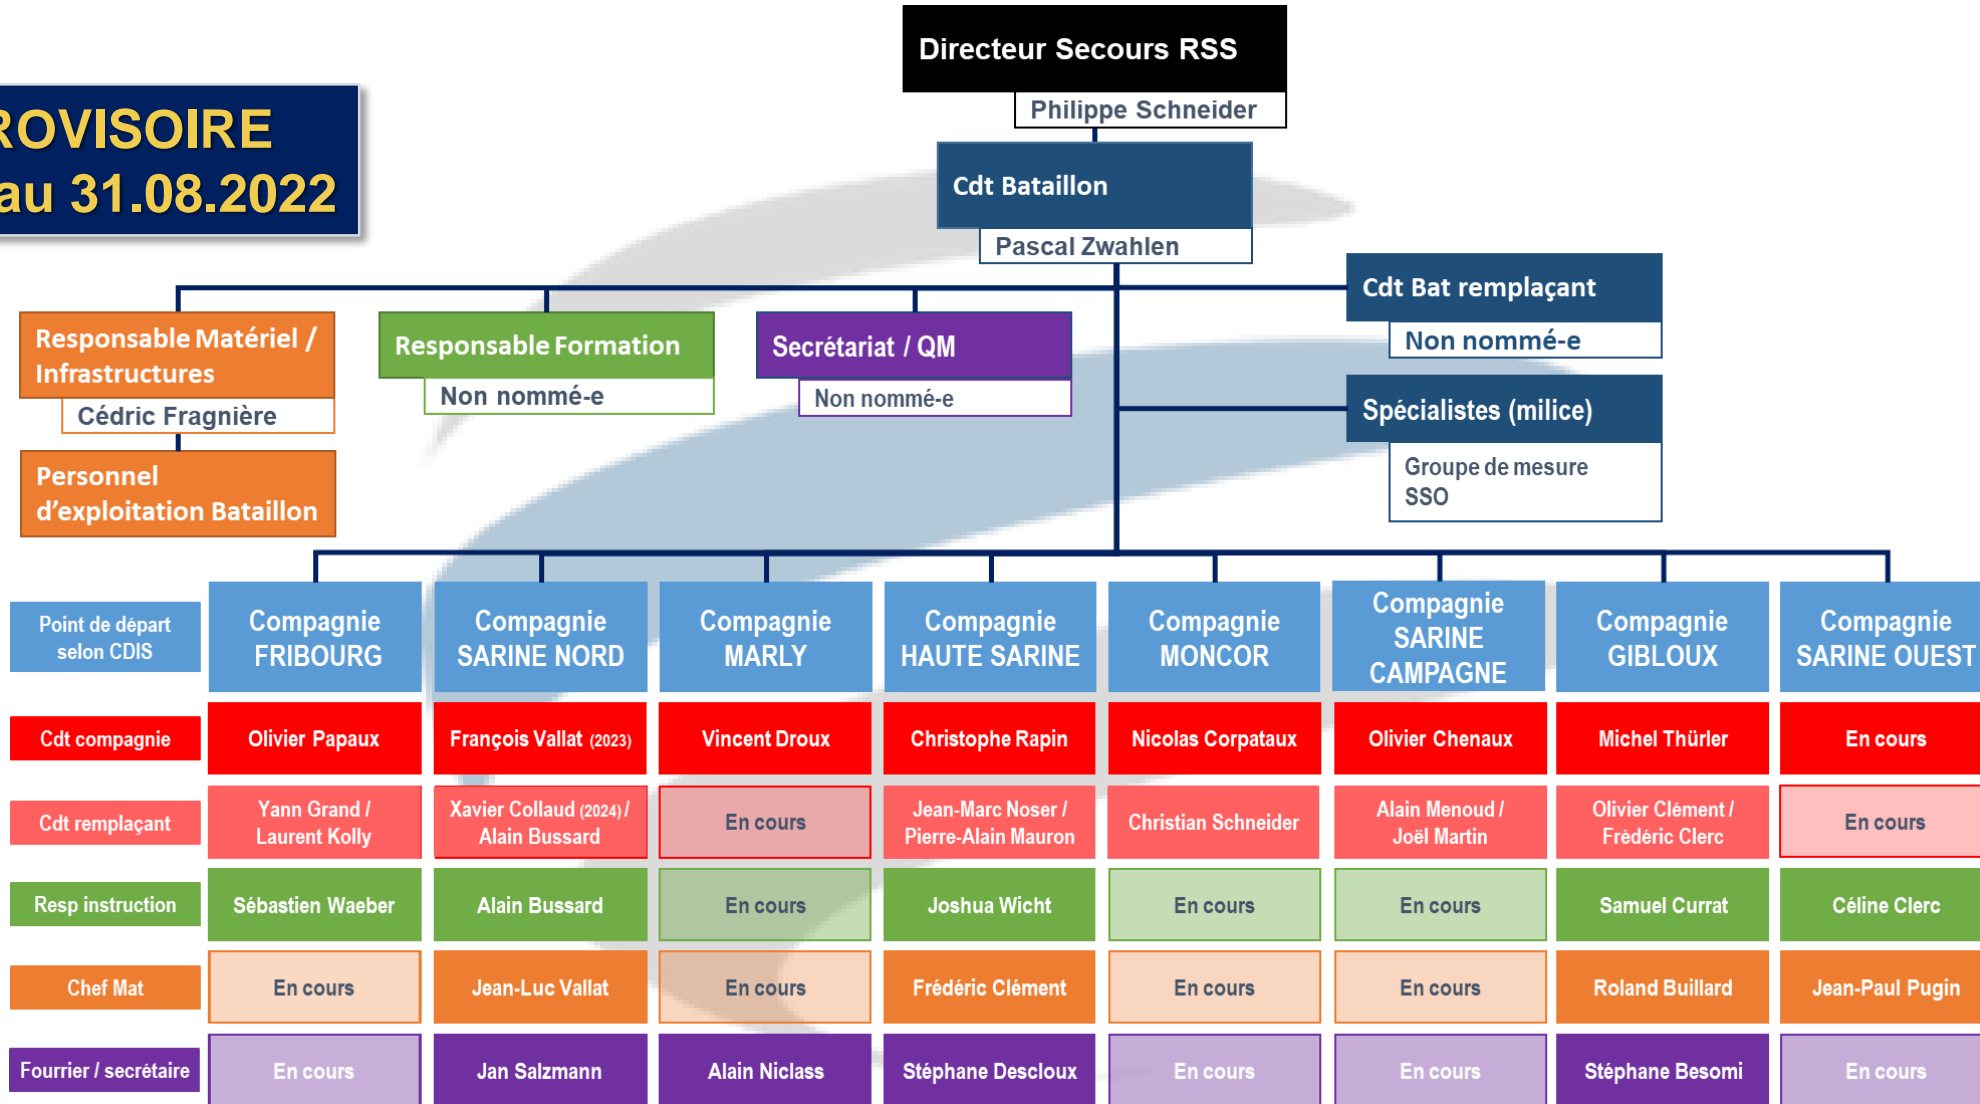 Directeur Secours RSS
Philippe Schneider
ROVISOIRE
au 31.08.2022
Cdt Bataillon
Pascal Zwahlen
Cdt Bat remplaçant
Non nommé-e
Responsable Matériel /
Infrastructures
Cédric Fragnière
Responsable Formation
Non nommé-e
Secrétariat / QM
Non nommé-e
Spécialistes (milice)
Groupe de mesure
SSO
Personnel
d'exploitation Bataillon
Point de départ
selon CDIS
Compagnie
FRIBOURG
Compagnie
SARINE NORD
Compagnie
MARLY
Compagnie
HAUTE SARINE
Compagnie
MONCOR
Compagnie
SARINE
CAMPAGNE
Compagnie
GIBLOUX
Compagnie
SARINE OUEST
Cdt compagnie
Olivier Papaux
François Vallat (2023)
Vincent Droux
Christophe Rapin
Nicolas Corpataux
Olivier Chenaux
Michel Thürler
En cours
Cdt remplaçant
Yann Grand /
Laurent Kolly
Xavier Collaud (2024) /
Alain Bussard
En cours
Jean-Marc Noser /
Pierre-Alain Mauron
Christian Schneider
Alain Menoud /
Joël Martin
Olivier Clément /
Frédéric Clerc
En cours
Resp instruction
Sébastien Waeber
Alain Bussard
En cours
Joshua Wicht
En cours
En cours
Samuel Currat
Céline Clerc
Chef Mat
En cours
Jean-Luc Vallat
En cours
Frédéric Clément
En cours
En cours
Roland Buillard
Jean-Paul Pugin
Fourrier / secrétaire
En cours
Jan Salzmann
Alain Niclass
Stéphane Descloux
En cours
En cours
Stéphane Besomi
En cours